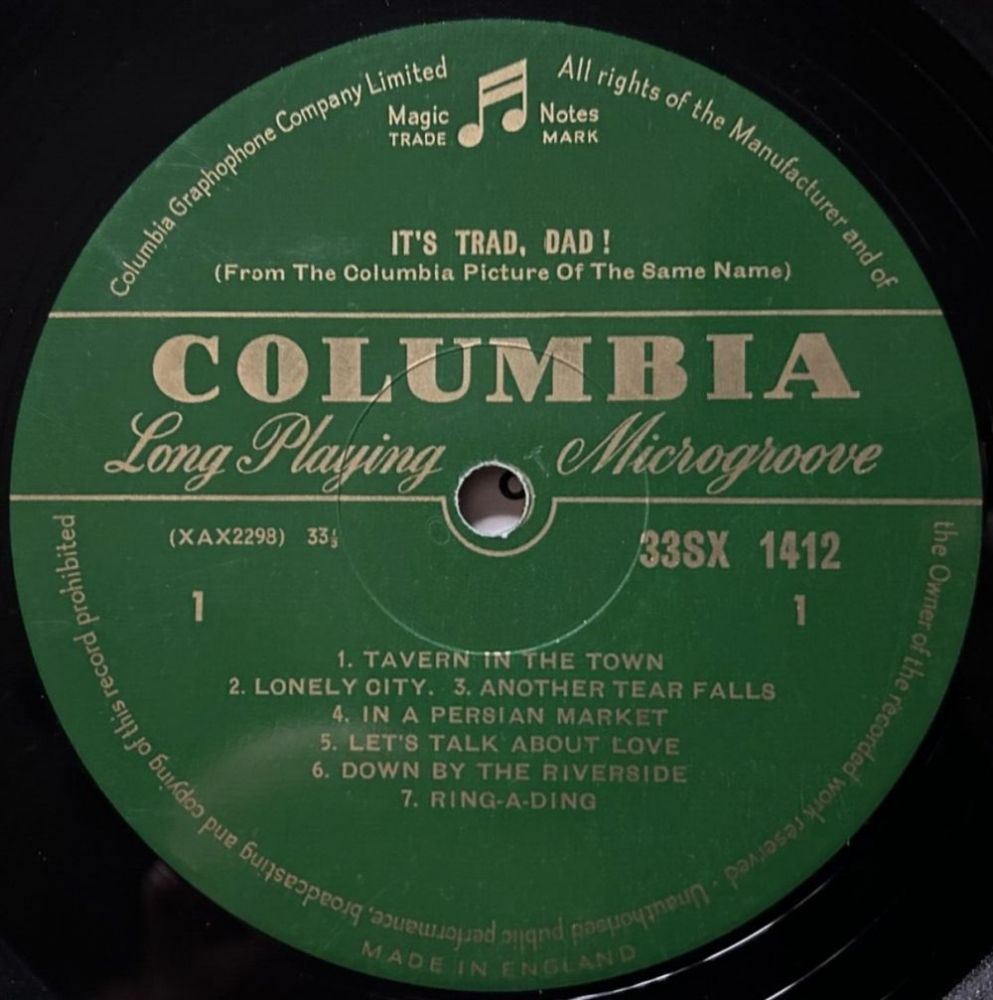 Columbia Graphophone Company Limited
Magic Notes
TRADE MARK
All rights of the Manufacturer and of
the Owner of the recorded work reserved · Unauthorised public performance, broadcasting and copying of this record prohibited
IT'S TRAD, DAD!
(From The Columbia Picture Of The Same Name)
COLUMBIA
Long Playing Microgroove
(XAX2298) 33⅓ 33SX 1412
1 1
1. TAVERN IN THE TOWN
2. LONELY CITY. 3. ANOTHER TEAR FALLS
4. IN A PERSIAN MARKET
5. LET'S TALK ABOUT LOVE
6. DOWN BY THE RIVERSIDE
7. RING-A-DING
MADE IN ENGLAND